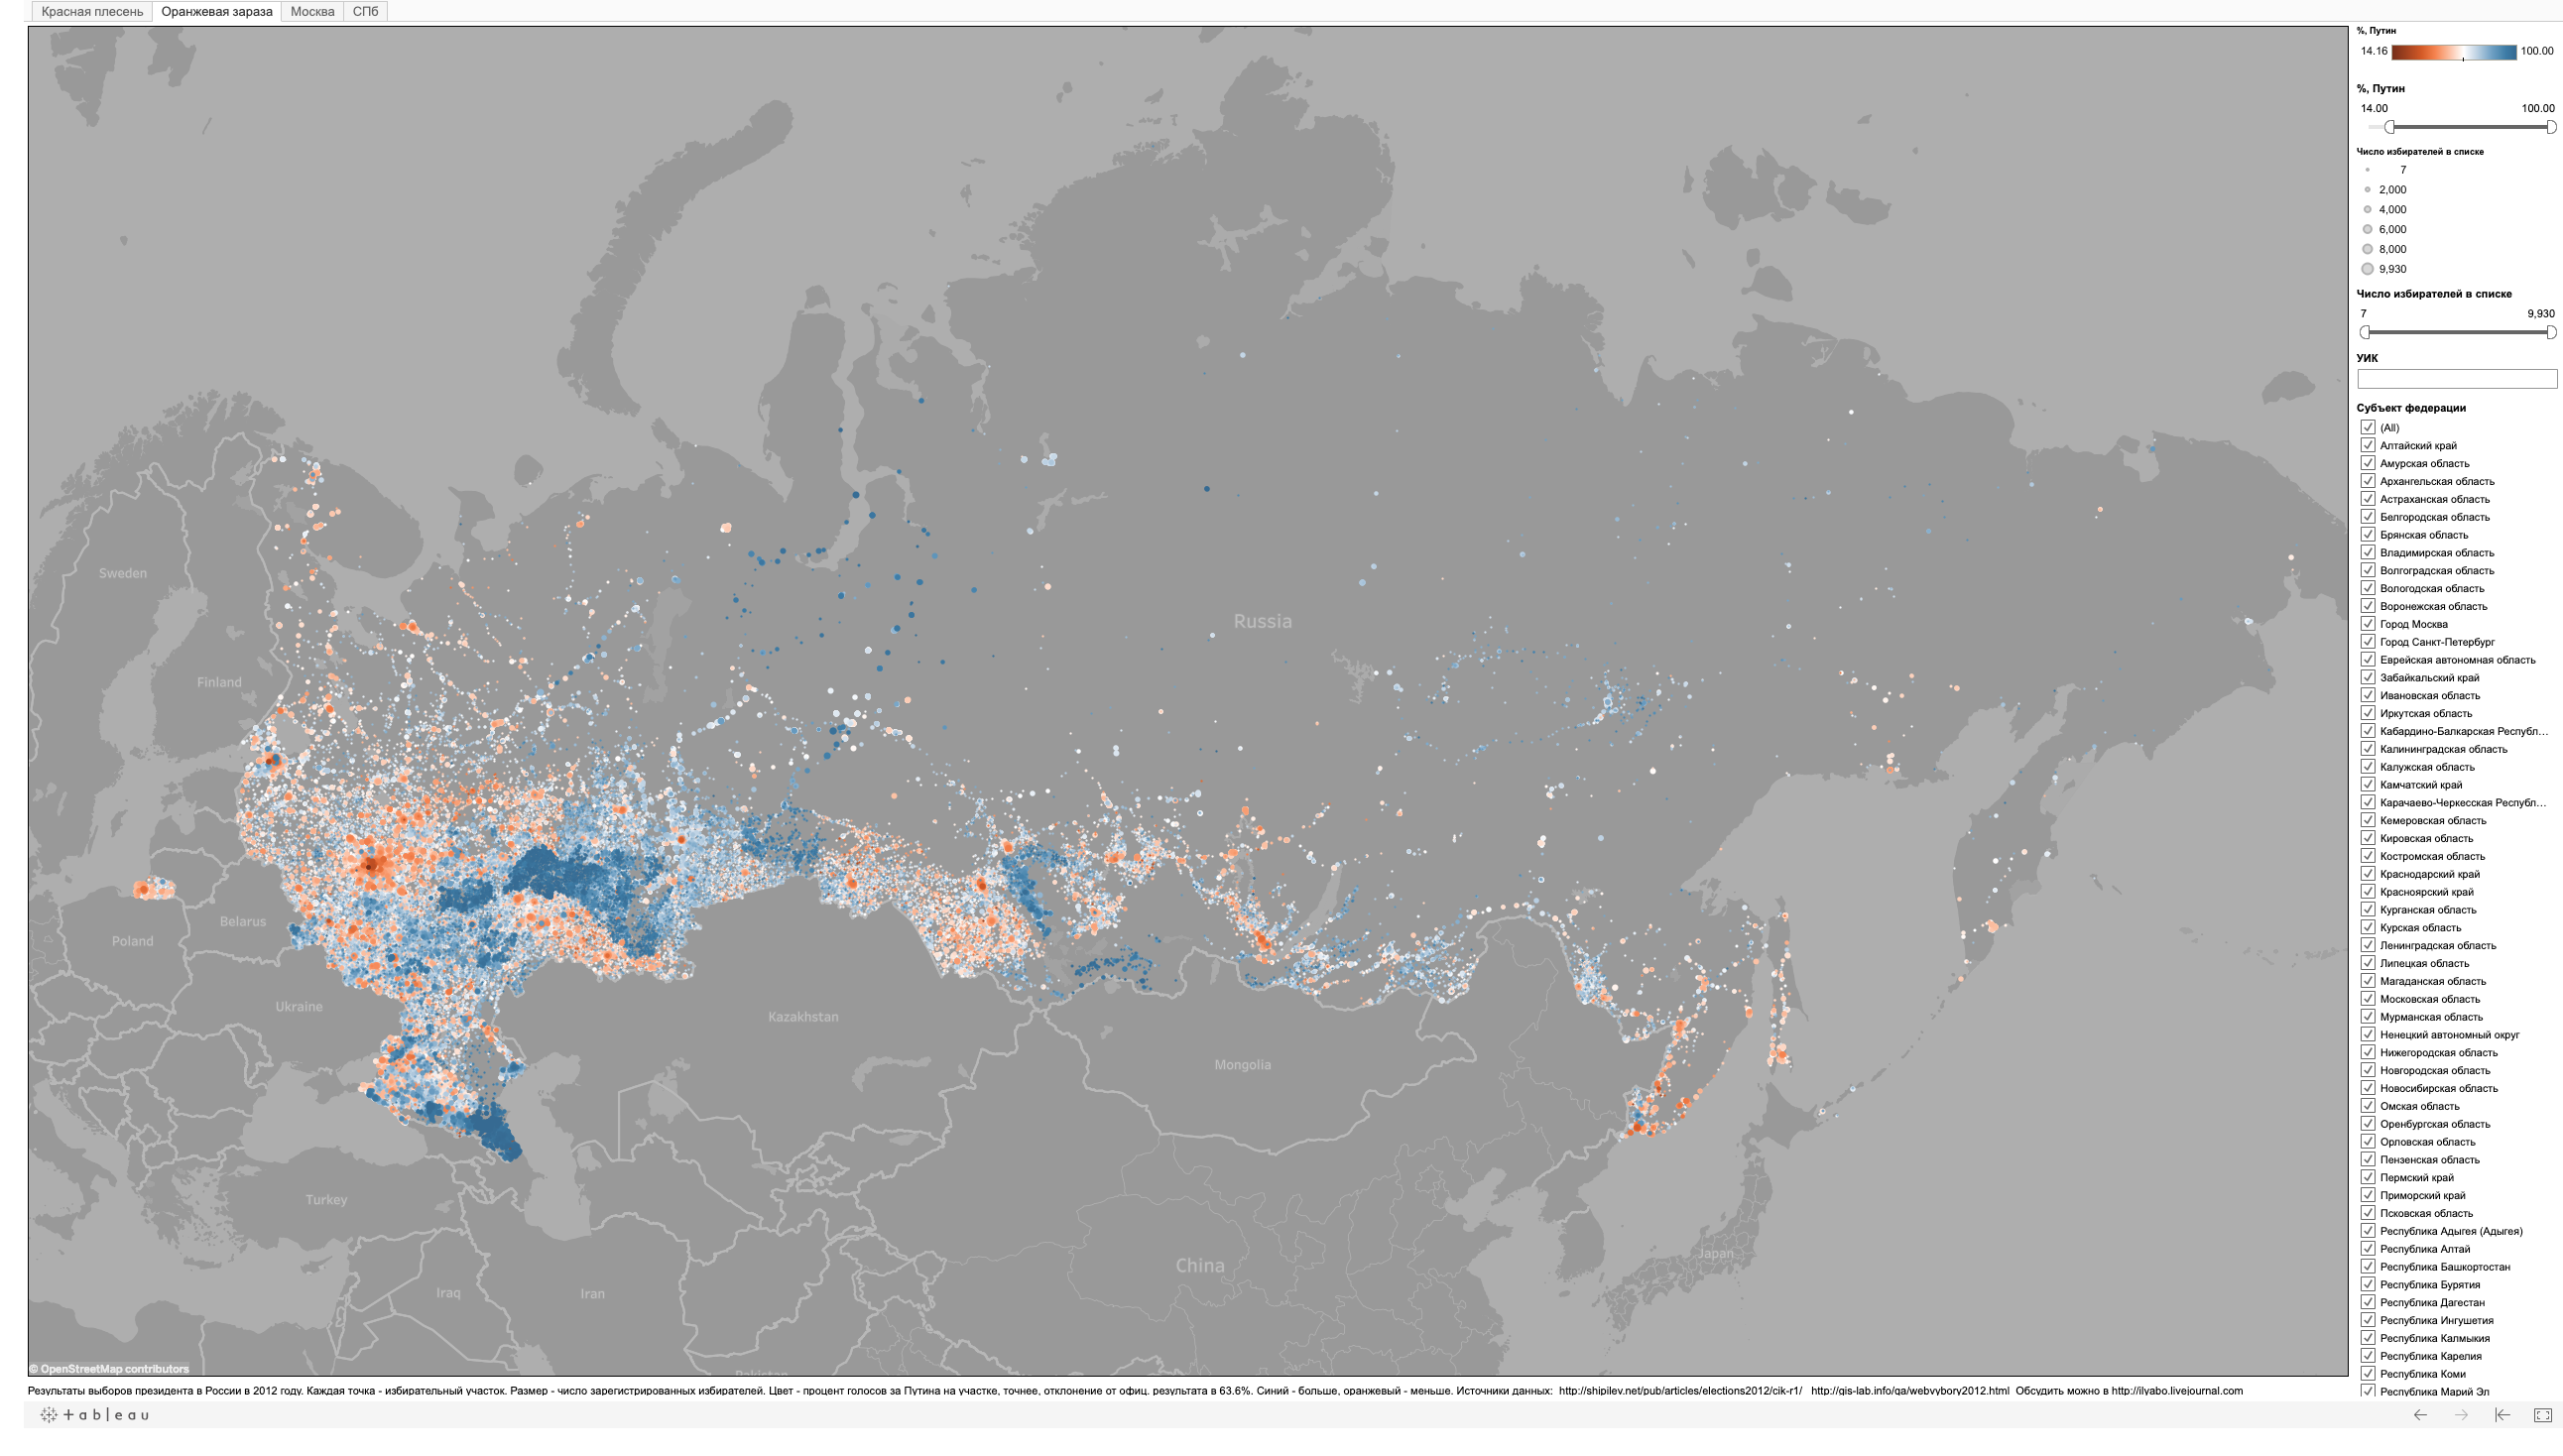 Красная плесень
Оранжевая зараза
Москва
СПб
Sweden
Finland
Russia
Belarus
Poland
Ukraine
Kazakhstan
Mongolia
Turkey
Iraq
Iran
China
Japan
Pakistan
© OpenStreetMap contributors
%, Путин
14.16 100.00
%, Путин
14.00 100.00
Число избирателей в списке
7
2,000
4,000
6,000
8,000
9,930
Число избирателей в списке
7 9,930
УИК
Субъект федерации
(All)
Алтайский край
Амурская область
Архангельская область
Астраханская область
Белгородская область
Брянская область
Владимирская область
Волгоградская область
Вологодская область
Воронежская область
Город Москва
Город Санкт-Петербург
Еврейская автономная область
Забайкальский край
Ивановская область
Иркутская область
Кабардино-Балкарская Республ...
Калининградская область
Калужская область
Камчатский край
Карачаево-Черкесская Республ...
Кемеровская область
Кировская область
Костромская область
Краснодарский край
Красноярский край
Курганская область
Курская область
Ленинградская область
Липецкая область
Магаданская область
Московская область
Мурманская область
Ненецкий автономный округ
Нижегородская область
Новгородская область
Новосибирская область
Омская область
Оренбургская область
Орловская область
Пензенская область
Пермский край
Приморский край
Псковская область
Республика Адыгея (Адыгея)
Республика Алтай
Республика Башкортостан
Республика Бурятия
Республика Дагестан
Республика Ингушетия
Республика Калмыкия
Республика Карелия
Республика Коми
Республика Марий Эл
Результаты выборов президента в России в 2012 году. Каждая точка - избирательный участок. Размер - число зарегистрированных избирателей. Цвет - процент голосов за Путина на участке, точнее, отклонение от офиц. результата в 63.6%. Синий - больше, оранжевый - меньше. Источники данных: http://shipilev.net/pub/articles/elections2012/cik-r1/ http://gis-lab.info/qa/webvybory2012.html Обсудить можно в http://ilyabo.livejournal.com
+ableau